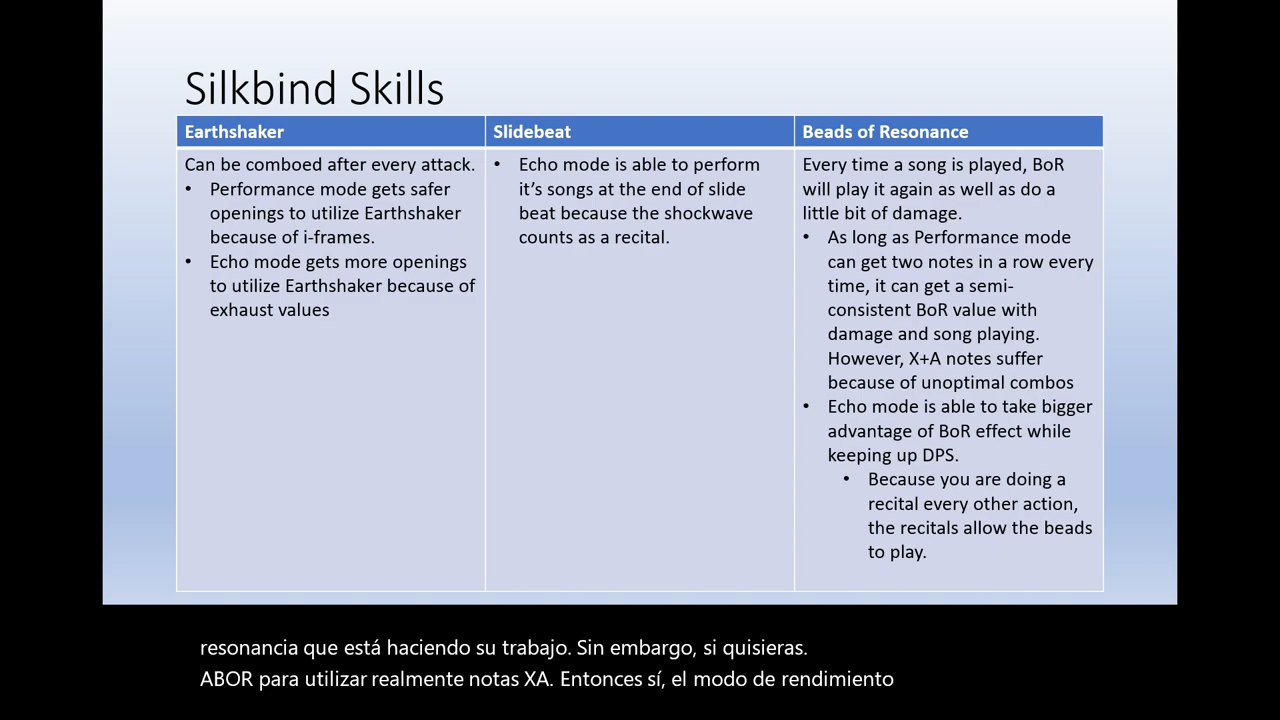 Silkbind Skills
Earthshaker
Can be comboed after every attack.
• Performance mode gets safer
openings to utilize Earthshaker
because of i-frames.
• Echo mode gets more openings
to utilize Earthshaker because of
exhaust values
Slidebeat
• Echo mode is able to perform
it’s songs at the end of slide
beat because the shockwave
counts as a recital.
Beads of Resonance
Every time a song is played, BoR
will play it again as well as do a
little bit of damage.
• As long as Performance mode
can get two notes in a row every
time, it can get a semi-
consistent BoR value with
damage and song playing.
However, X+A notes suffer
because of unoptimal combos
• Echo mode is able to take bigger
advantage of BoR effect while
keeping up DPS.
• Because you are doing a
recital every other action,
the recitals allow the beads
to play.
resonancia que está haciendo su trabajo. Sin embargo, si quisieras.
ABOR para utilizar realmente notas XA. Entonces sí, el modo de rendimiento